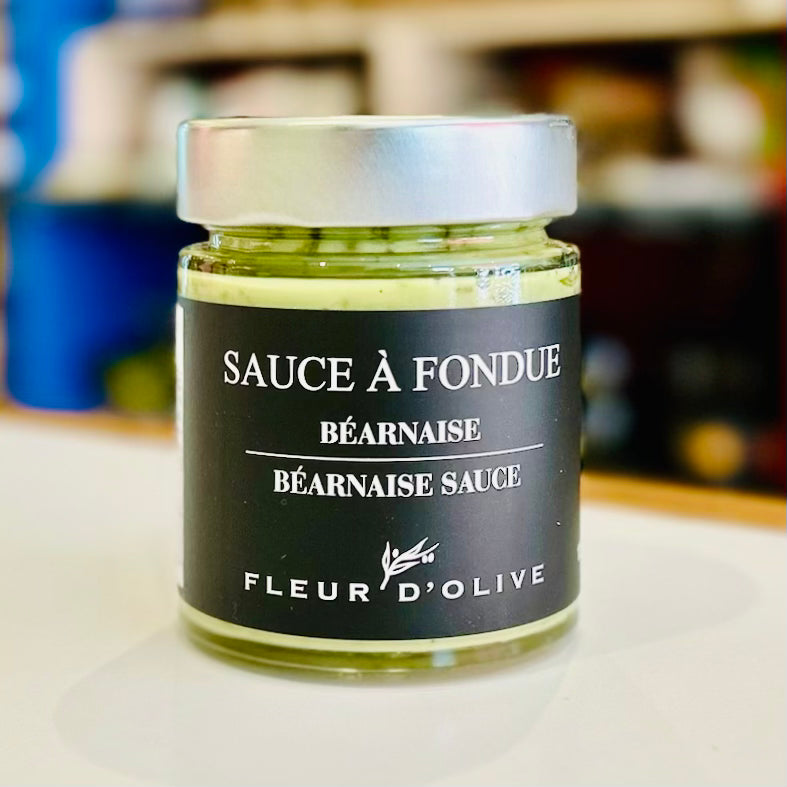 SAUCE À FONDUE
BÉARNAISE
BÉARNAISE SAUCE
FLEUR D'OLIVE